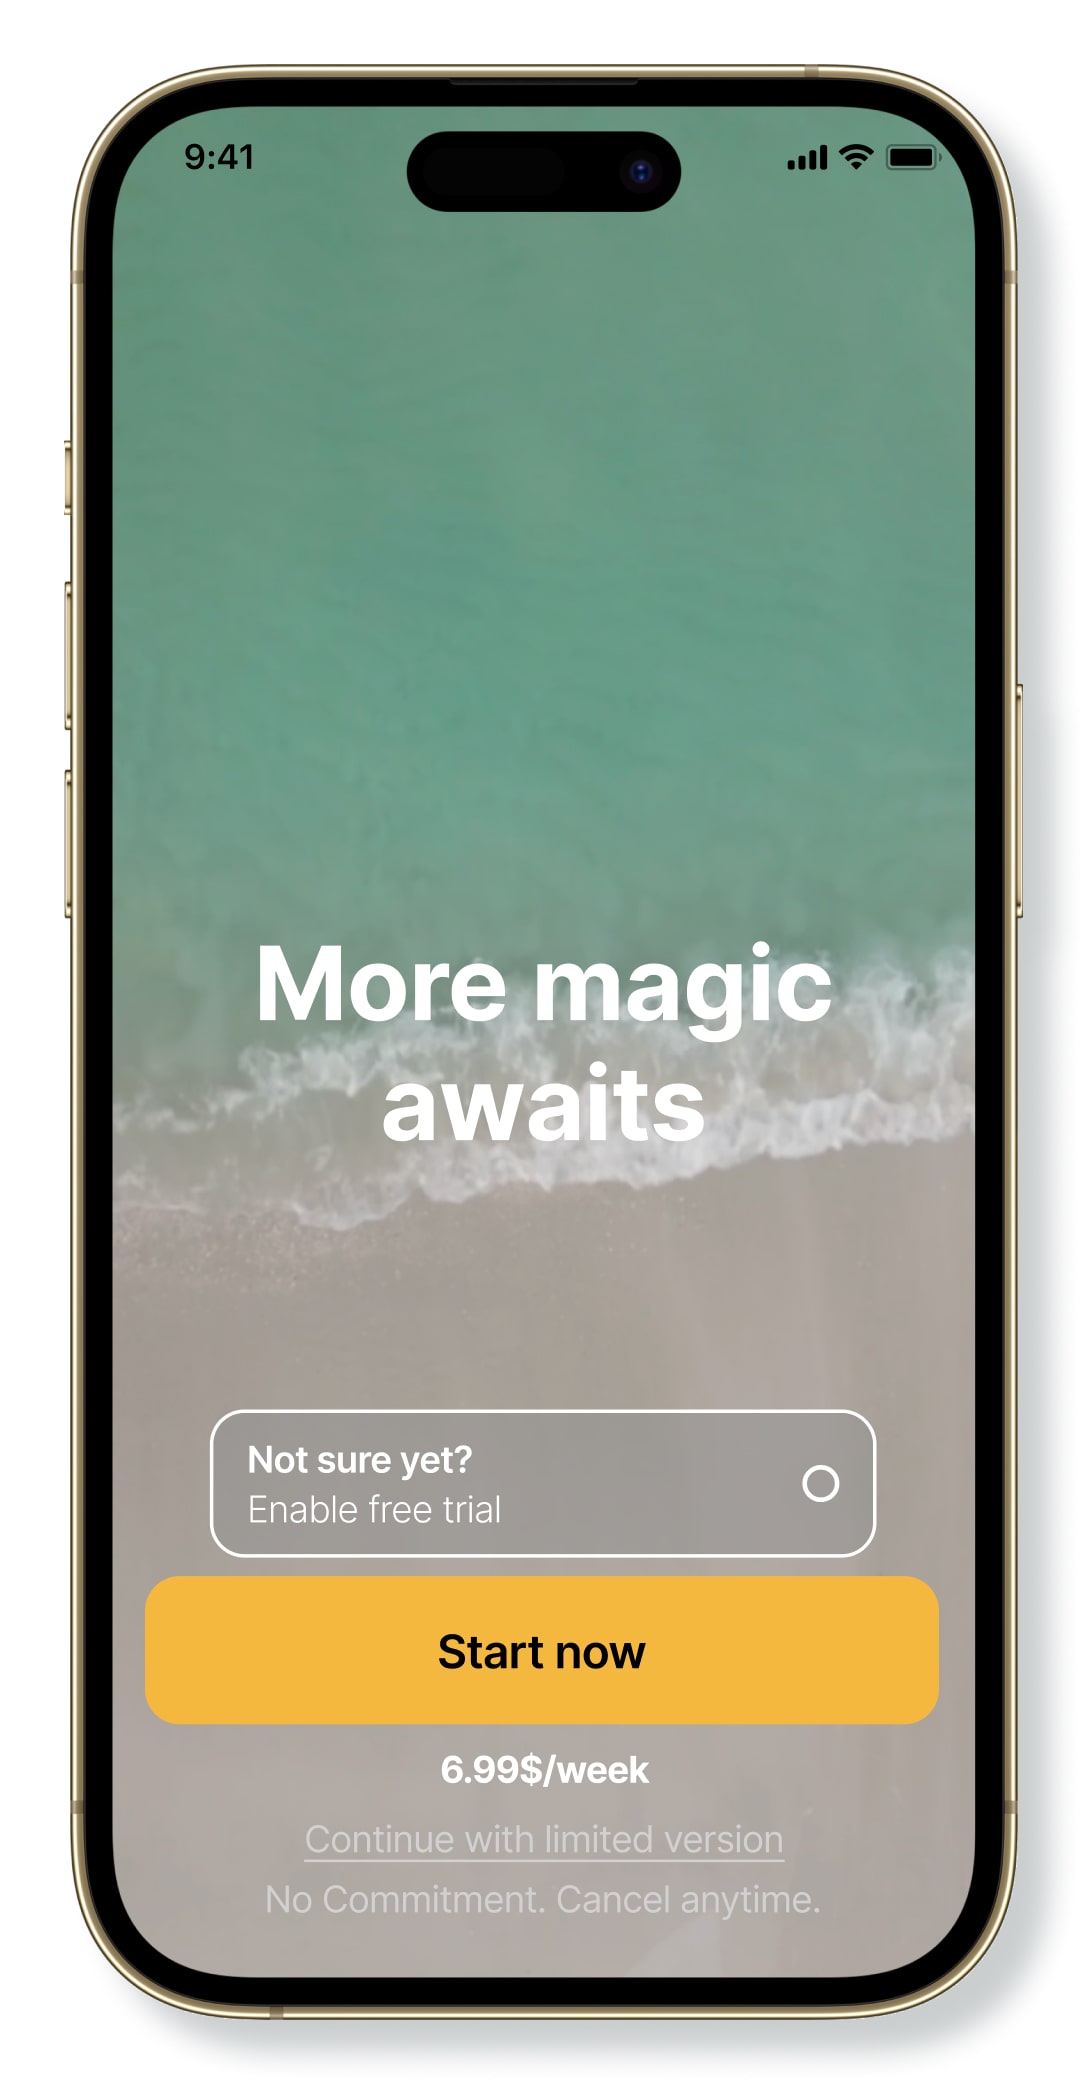 9:41
More magic
awaits
Not sure yet?
Enable free trial
Start now
6.99$/week
Continue with limited version
No Commitment. Cancel anytime.